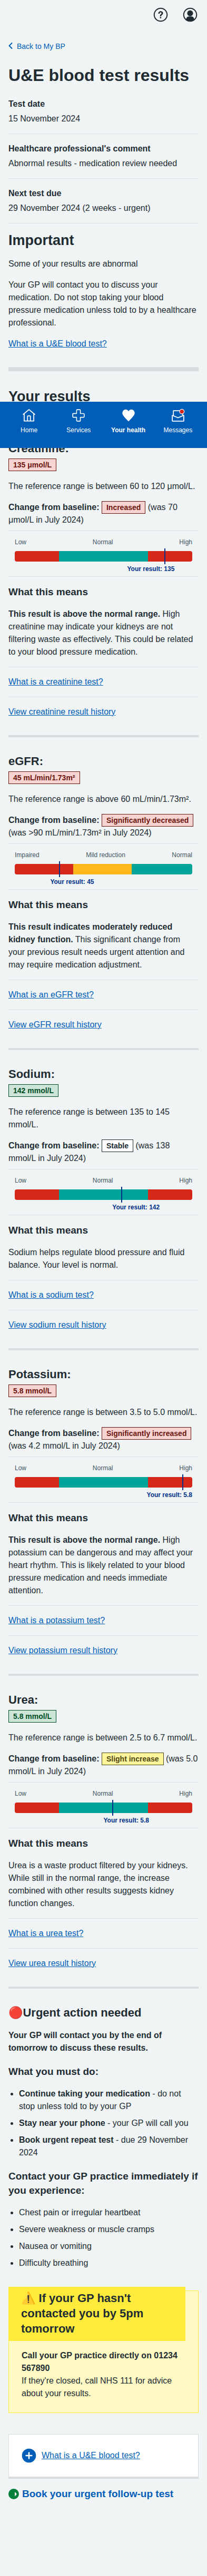 Back to My BP
U&E blood test results
Test date
15 November 2024
Healthcare professional's comment
Abnormal results - medication review needed
Next test due
29 November 2024 (2 weeks - urgent)
Important
Some of your results are abnormal
Your GP will contact you to discuss your
medication. Do not stop taking your blood
pressure medication unless told to by a healthcare
professional.
What is a U&E blood test?
Your results
Home Services Your health Messages
Creatinine:
135 μmol/L
The reference range is between 60 to 120 μmol/L.
Change from baseline: Increased (was 70
μmol/L in July 2024)
Low Normal High
Your result: 135
What this means
This result is above the normal range. High
creatinine may indicate your kidneys are not
filtering waste as effectively. This could be related
to your blood pressure medication.
What is a creatinine test?
View creatinine result history
eGFR:
45 mL/min/1.73m²
The reference range is above 60 mL/min/1.73m².
Change from baseline: Significantly decreased
(was >90 mL/min/1.73m² in July 2024)
Impaired Mild reduction Normal
Your result: 45
What this means
This result indicates moderately reduced
kidney function. This significant change from
your previous result needs urgent attention and
may require medication adjustment.
What is an eGFR test?
View eGFR result history
Sodium:
142 mmol/L
The reference range is between 135 to 145
mmol/L.
Change from baseline: Stable (was 138
mmol/L in July 2024)
Low Normal High
Your result: 142
What this means
Sodium helps regulate blood pressure and fluid
balance. Your level is normal.
What is a sodium test?
View sodium result history
Potassium:
5.8 mmol/L
The reference range is between 3.5 to 5.0 mmol/L.
Change from baseline: Significantly increased
(was 4.2 mmol/L in July 2024)
Low Normal High
Your result: 5.8
What this means
This result is above the normal range. High
potassium can be dangerous and may affect your
heart rhythm. This is likely related to your blood
pressure medication and needs immediate
attention.
What is a potassium test?
View potassium result history
Urea:
5.8 mmol/L
The reference range is between 2.5 to 6.7 mmol/L.
Change from baseline: Slight increase (was 5.0
mmol/L in July 2024)
Low Normal High
Your result: 5.8
What this means
Urea is a waste product filtered by your kidneys.
While still in the normal range, the increase
combined with other results suggests kidney
function changes.
What is a urea test?
View urea result history
Urgent action needed
Your GP will contact you by the end of
tomorrow to discuss these results.
What you must do:
• Continue taking your medication - do not
stop unless told to by your GP
• Stay near your phone - your GP will call you
• Book urgent repeat test - due 29 November
2024
Contact your GP practice immediately if
you experience:
• Chest pain or irregular heartbeat
• Severe weakness or muscle cramps
• Nausea or vomiting
• Difficulty breathing
If your GP hasn't
contacted you by 5pm
tomorrow
Call your GP practice directly on 01234
567890
If they're closed, call NHS 111 for advice
about your results.
What is a U&E blood test?
Book your urgent follow-up test